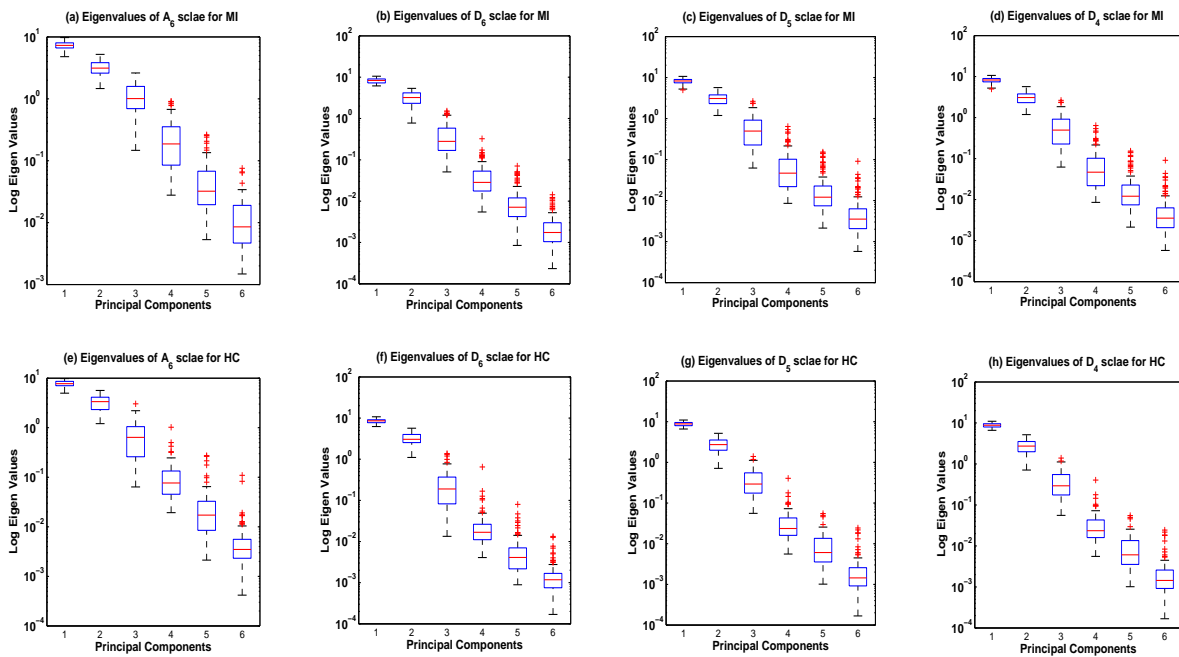 (a) Eigenvalues of A6 sclae for MI
10^1
10^0
10^−1
10^−2
10^−3
Log Eigen Values
1 2 3 4 5 6
Principal Components
(b) Eigenvalues of D6 sclae for MI
10^2
10^1
10^0
10^−1
10^−2
10^−3
10^−4
Log Eigen Values
1 2 3 4 5 6
Principal Components
(c) Eigenvalues of D5 sclae for MI
10^2
10^1
10^0
10^−1
10^−2
10^−3
10^−4
Log Eigen Values
1 2 3 4 5 6
Principal Components
(d) Eigenvalues of D4 sclae for MI
10^2
10^1
10^0
10^−1
10^−2
10^−3
10^−4
Log Eigen Values
1 2 3 4 5 6
Principal Components
(e) Eigenvalues of A6 sclae for HC
10^1
10^0
10^−1
10^−2
10^−3
10^−4
Log Eigen Values
1 2 3 4 5 6
Principal Components
(f) Eigenvalues of D6 sclae for HC
10^2
10^1
10^0
10^−1
10^−2
10^−3
10^−4
Log Eigen Values
1 2 3 4 5 6
Principal Components
(g) Eigenvalues of D5 sclae for HC
10^2
10^1
10^0
10^−1
10^−2
10^−3
10^−4
Log Eigen Values
1 2 3 4 5 6
Principal Components
(h) Eigenvalues of D4 sclae for HC
10^2
10^1
10^0
10^−1
10^−2
10^−3
10^−4
Log Eigen Values
1 2 3 4 5 6
Principal Components